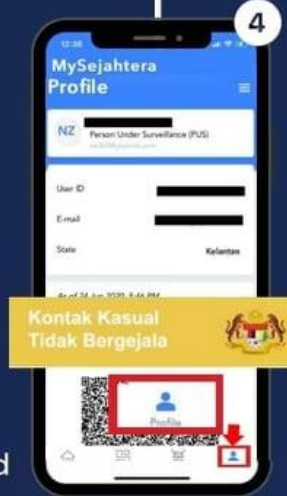 4
12:38
MySejahtera
Profile
NZ
Person Under Surveillance (PUS)
User ID
E-mail
State Kelantan
As of 24 Jun 2020, 5:46 PM
Kontak Kasual
Tidak Bergejala
Profile
d